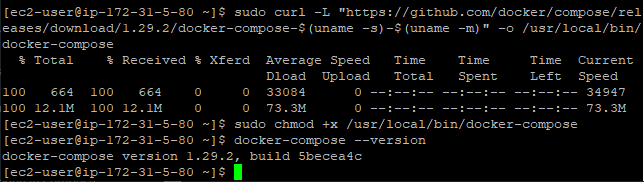 [ec2-user@ip-172-31-5-80 ~]$ sudo curl -L "https://github.com/docker/compose/rel
eases/download/1.29.2/docker-compose-$(uname -s)-$(uname -m)" -o /usr/local/bin/
docker-compose
  % Total    % Received % Xferd  Average Speed   Time    Time     Time  Current
                                 Dload  Upload   Total   Spent    Left  Speed
100   664  100   664    0     0  33084      0 --:--:-- --:--:-- --:--:-- 34947
100 12.1M  100 12.1M    0     0  73.3M      0 --:--:-- --:--:-- --:--:-- 73.3M
[ec2-user@ip-172-31-5-80 ~]$ sudo chmod +x /usr/local/bin/docker-compose
[ec2-user@ip-172-31-5-80 ~]$ docker-compose --version
docker-compose version 1.29.2, build 5becea4c
[ec2-user@ip-172-31-5-80 ~]$